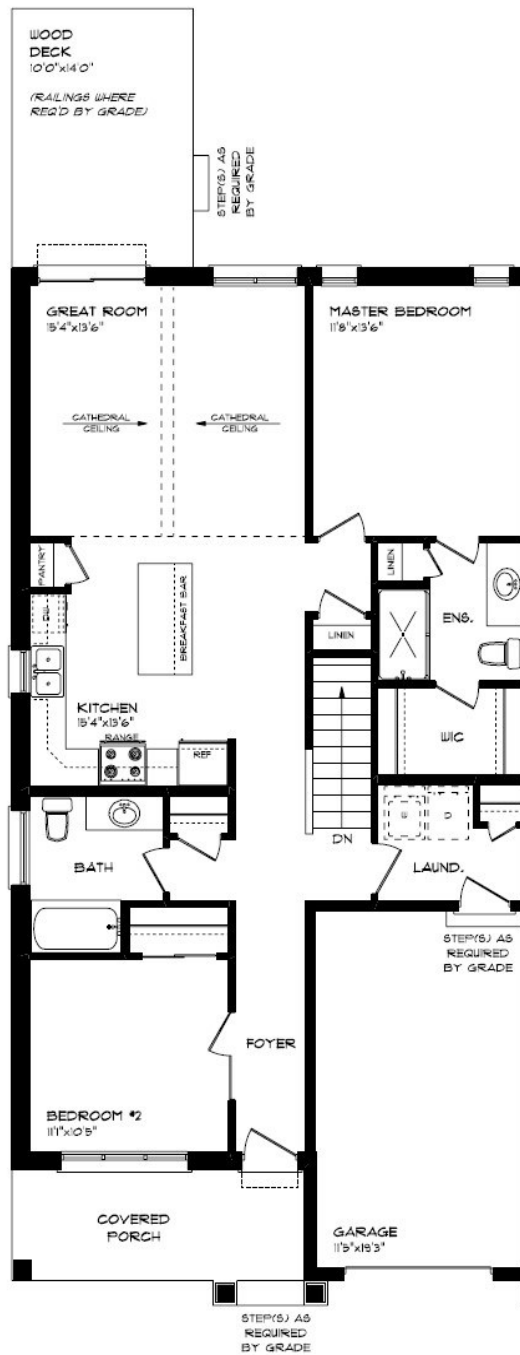 WOOD
DECK
10'0"x14'0"
(RAILINGS WHERE
REQ'D BY GRADE)
STEP(S) AS
REQUIRED
BY GRADE
GREAT ROOM
15'4"x13'6"
MASTER BEDROOM
11'8"x13'6"
CATHEDRAL
CEILING
CATHEDRAL
CEILING
PANTRY
LINEN
BREAKFAST BAR
D.W.
ENS.
LINEN
KITCHEN
15'4"x13'6"
RANGE
REF
WIC
W
D
DN
BATH
LAUND.
STEP(S) AS
REQUIRED
BY GRADE
FOYER
BEDROOM #2
11'1"x10'5"
COVERED
PORCH
GARAGE
11'5"x18'3"
STEP(S) AS
REQUIRED
BY GRADE